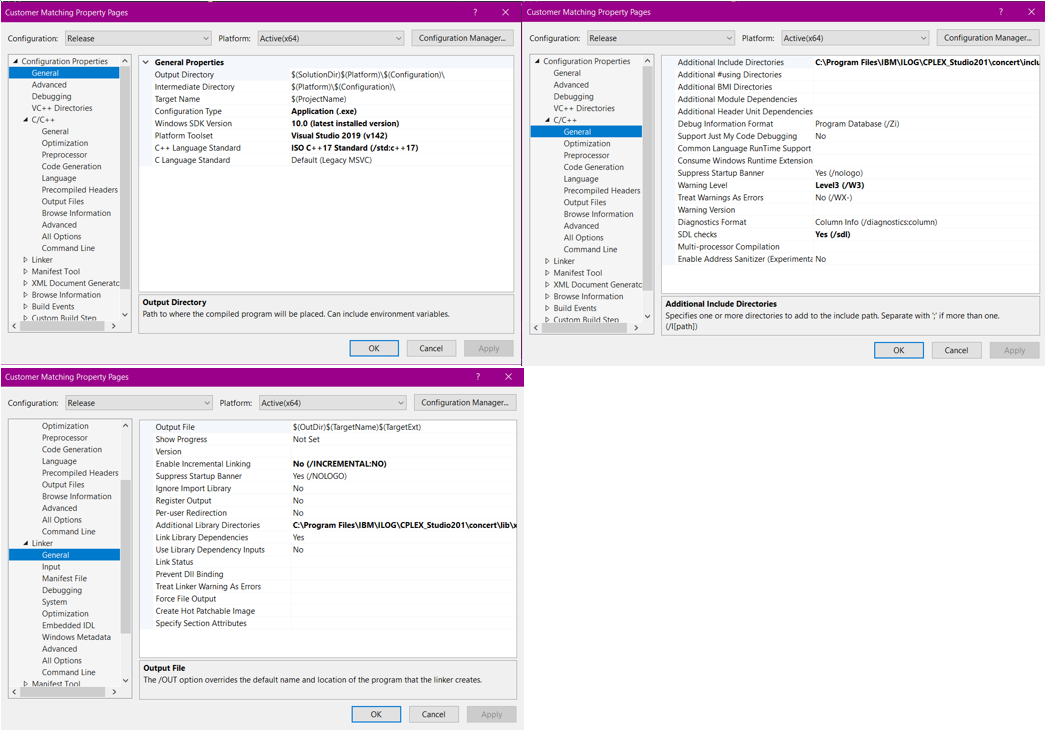 Customer Matching Property Pages ? ✕
Configuration: Release Platform: Active(x64) Configuration Manager...
Configuration Properties
General
Advanced
Debugging
VC++ Directories
C/C++
General
Optimization
Preprocessor
Code Generation
Language
Precompiled Headers
Output Files
Browse Information
Advanced
All Options
Command Line
Linker
Manifest Tool
XML Document Generatc
Browse Information
Build Events
Custom Build Step
General Properties
Output Directory $(SolutionDir)$(Platform)\$(Configuration)\
Intermediate Directory $(Platform)\$(Configuration)\
Target Name $(ProjectName)
Configuration Type Application (.exe)
Windows SDK Version 10.0 (latest installed version)
Platform Toolset Visual Studio 2019 (v142)
C++ Language Standard ISO C++17 Standard (/std:c++17)
C Language Standard Default (Legacy MSVC)
Output Directory
Path to where the compiled program will be placed. Can include environment variables.
OK Cancel Apply
Customer Matching Property Pages ? ✕
Configuration: Release Platform: Active(x64) Configuration Manager...
Configuration Properties
General
Advanced
Debugging
VC++ Directories
C/C++
General
Optimization
Preprocessor
Code Generation
Language
Precompiled Headers
Output Files
Browse Information
Advanced
All Options
Command Line
Linker
Manifest Tool
XML Document Generatc
Browse Information
Build Events
Custom Build Step
Additional Include Directories C:\Program Files\IBM\ILOG\CPLEX_Studio201\concert\inclu
Additional #using Directories
Additional BMI Directories
Additional Module Dependencies
Additional Header Unit Dependencies
Debug Information Format Program Database (/Zi)
Support Just My Code Debugging No
Common Language RunTime Support
Consume Windows Runtime Extension
Suppress Startup Banner Yes (/nologo)
Warning Level Level3 (/W3)
Treat Warnings As Errors No (/WX-)
Warning Version
Diagnostics Format Column Info (/diagnostics:column)
SDL checks Yes (/sdl)
Multi-processor Compilation
Enable Address Sanitizer (Experimenta No
Additional Include Directories
Specifies one or more directories to add to the include path. Separate with ';' if more than one.
(/I[path])
OK Cancel Apply
Customer Matching Property Pages ? ✕
Configuration: Release Platform: Active(x64) Configuration Manager...
Optimization
Preprocessor
Code Generation
Language
Precompiled Headers
Output Files
Browse Information
Advanced
All Options
Command Line
Linker
General
Input
Manifest File
Debugging
System
Optimization
Embedded IDL
Windows Metadata
Advanced
All Options
Command Line
Manifest Tool
Output File $(OutDir)$(TargetName)$(TargetExt)
Show Progress Not Set
Version
Enable Incremental Linking No (/INCREMENTAL:NO)
Suppress Startup Banner Yes (/NOLOGO)
Ignore Import Library No
Register Output No
Per-user Redirection No
Additional Library Directories C:\Program Files\IBM\ILOG\CPLEX_Studio201\concert\lib\x
Link Library Dependencies Yes
Use Library Dependency Inputs No
Link Status
Prevent Dll Binding
Treat Linker Warning As Errors
Force File Output
Create Hot Patchable Image
Specify Section Attributes
Output File
The /OUT option overrides the default name and location of the program that the linker creates.
OK Cancel Apply